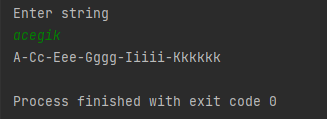 Enter string
acegik
A-Cc-Eee-Gggg-Iiiii-Kkkkkk
Process finished with exit code 0